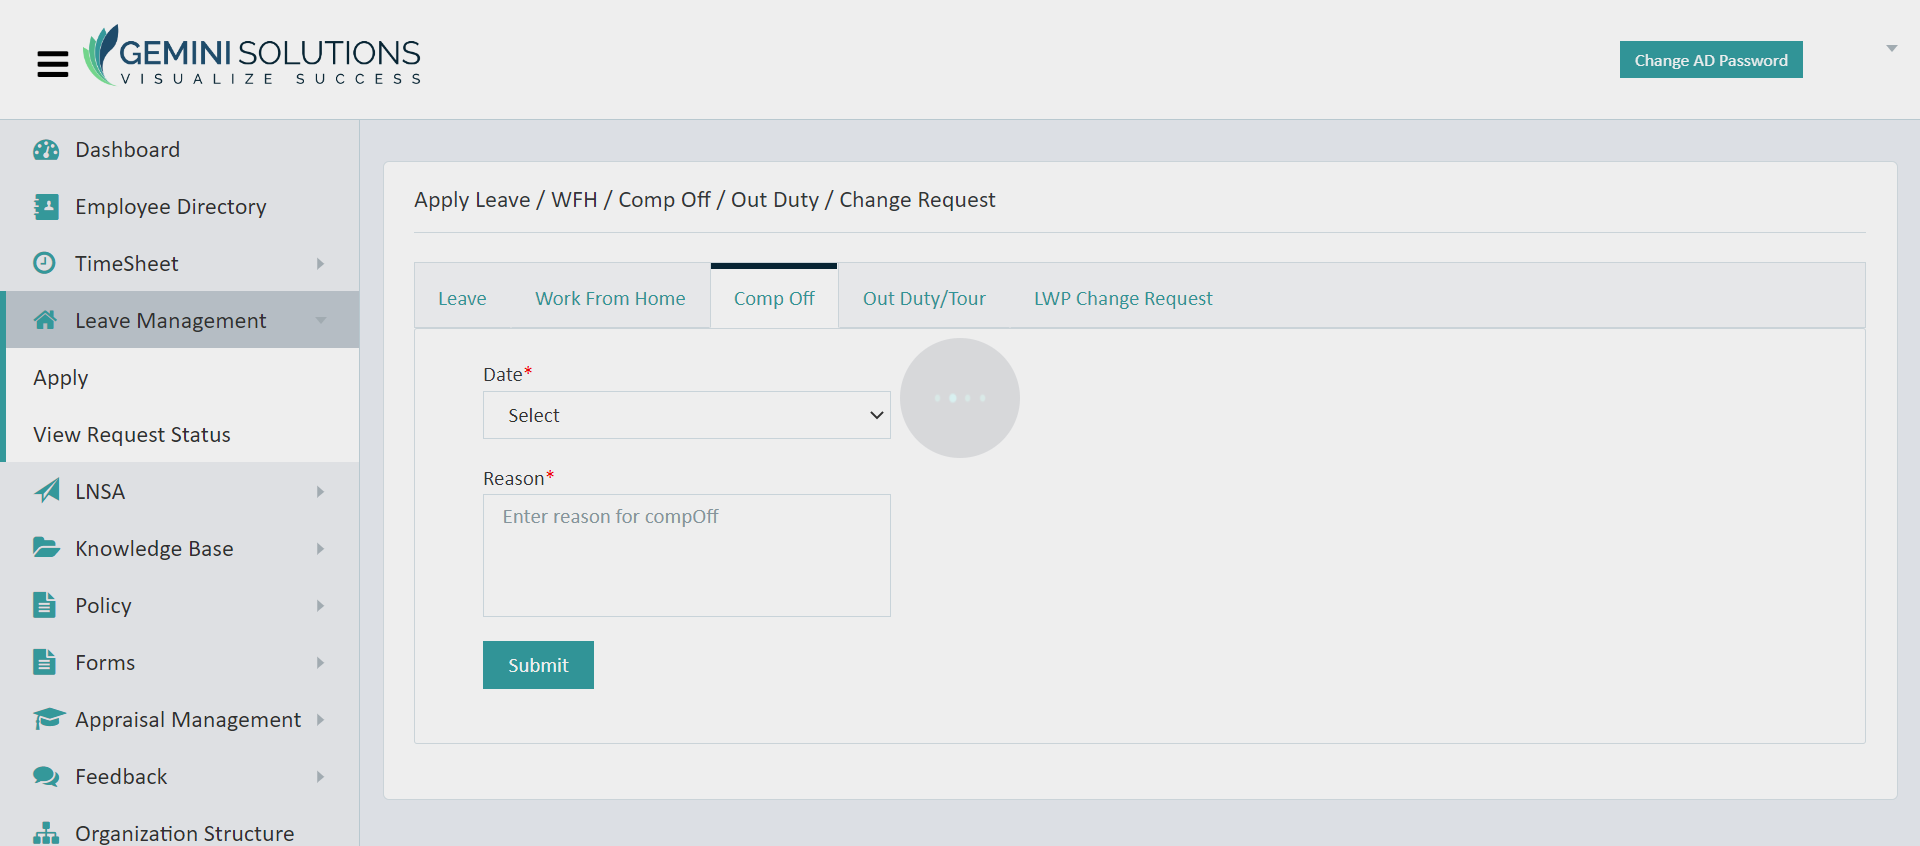 GEMINI SOLUTIONS
VISUALIZE SUCCESS
Change AD Password
Dashboard
Employee Directory
TimeSheet
Leave Management
Apply
View Request Status
LNSA
Knowledge Base
Policy
Forms
Appraisal Management
Feedback
Organization Structure
Apply Leave / WFH / Comp Off / Out Duty / Change Request
Leave Work From Home Comp Off Out Duty/Tour LWP Change Request
Date*
Select
Reason*
Enter reason for compOff
Submit